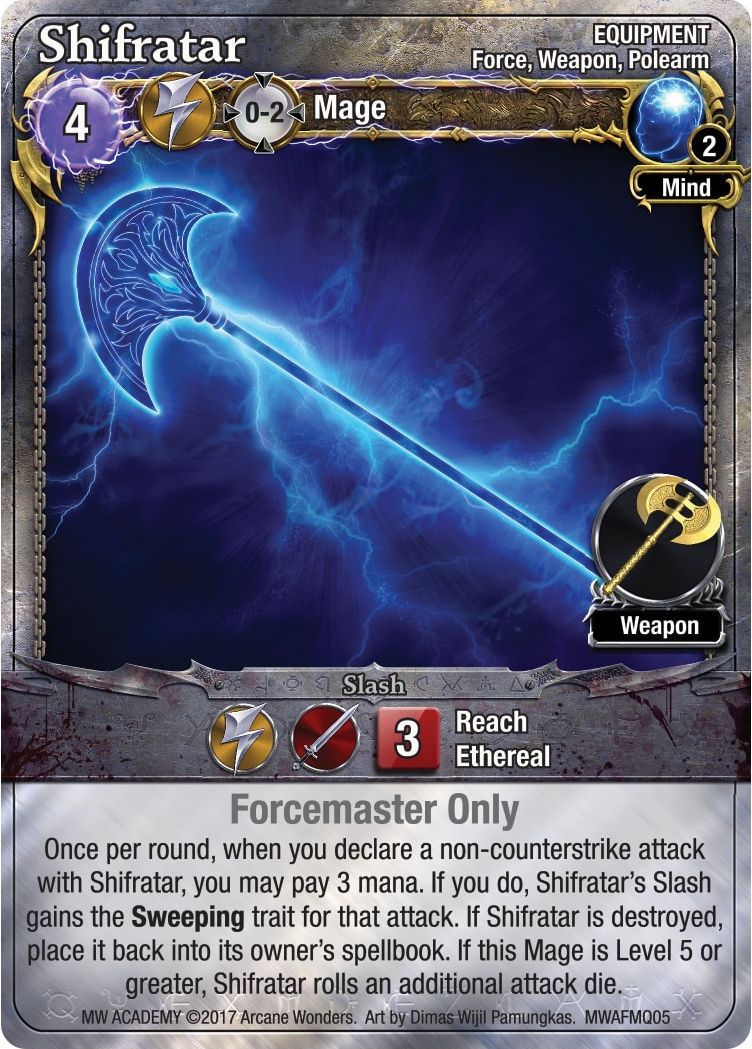 Shifratar
EQUIPMENT
Force, Weapon, Polearm
4
0-2
Mage
2
Mind
Weapon
Slash
3
Reach
Ethereal
Forcemaster Only
Once per round, when you declare a non-counterstrike attack
with Shifratar, you may pay 3 mana. If you do, Shifratar's Slash
gains the Sweeping trait for that attack. If Shifratar is destroyed,
place it back into its owner's spellbook. If this Mage is Level 5 or
greater, Shifratar rolls an additional attack die.
MW ACADEMY ©2017 Arcane Wonders. Art by Dimas Wijil Pamungkas. MWAFMQ05